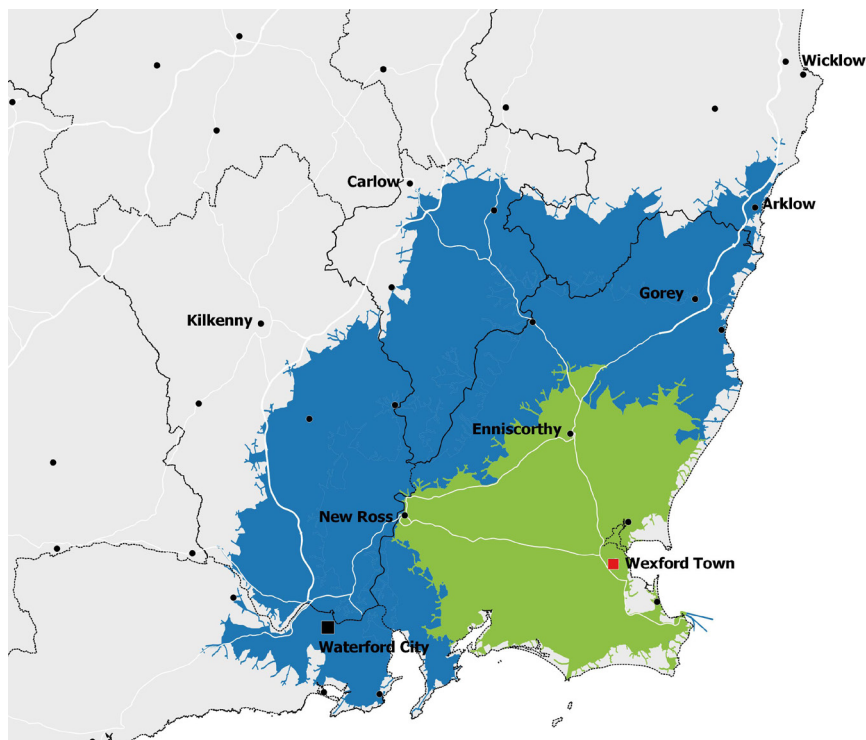 Wicklow
Carlow
Arklow
Gorey
Kilkenny
Enniscorthy
New Ross
Wexford Town
Waterford City